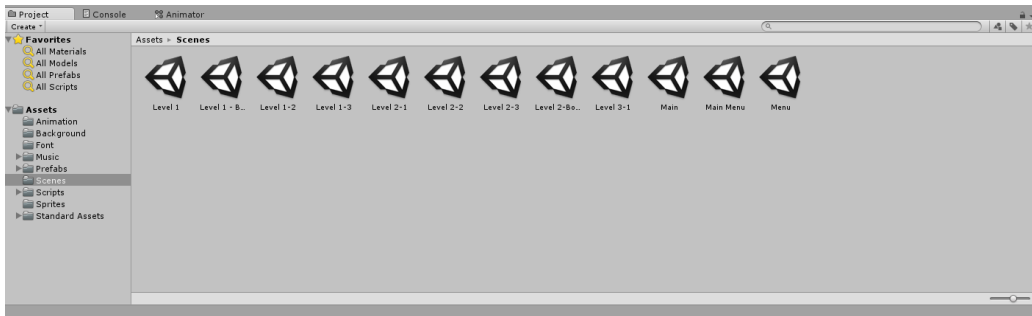 Project Console Animator
Create
Favorites
All Materials
All Models
All Prefabs
All Scripts
Assets
Animation
Background
Font
Music
Prefabs
Scenes
Scripts
Sprites
Standard Assets
Assets ▸ Scenes
Level 1 Level 1 - B... Level 1-2 Level 1-3 Level 2-1 Level 2-2 Level 2-3 Level 2-Bo... Level 3-1 Main Main Menu Menu